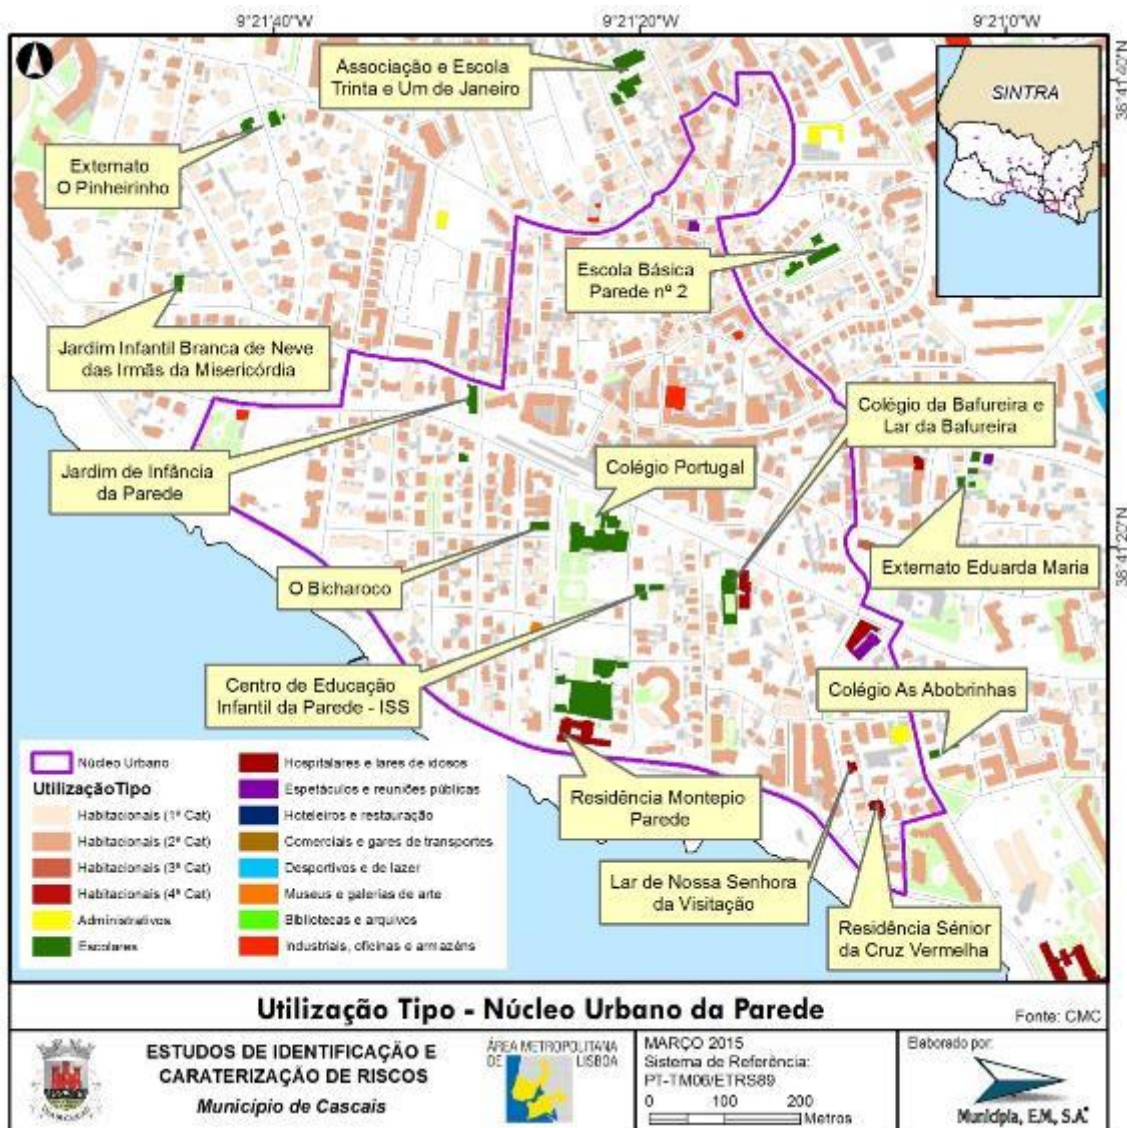 9°21'40"W
9°21'20"W
9°21'0"W
38°41'40"N
38°41'20"N
SINTRA
Associação e Escola
Trinta e Um de Janeiro
Externato
O Pinheirinho
Escola Básica
Parede nº 2
Jardim Infantil Branca de Neve
das Irmãs da Misericórdia
Colégio da Bafureira e
Lar da Bafureira
Jardim de Infância
da Parede
Colégio Portugal
Externato Eduarda Maria
O Bicharoco
Centro de Educação
Infantil da Parede - ISS
Colégio As Abobrinhas
Residência Montepio
Parede
Lar de Nossa Senhora
da Visitação
Residência Sénior
da Cruz Vermelha
Núcleo Urbano
UtilizaçãoTipo
Habitacionais (1ª Cat)
Habitacionais (2ª Cat)
Habitacionais (3ª Cat)
Habitacionais (4ª Cat)
Administrativos
Escolares
Hospitalares e lares de idosos
Espetáculos e reuniões públicas
Hoteleiros e restauração
Comerciais e gares de transportes
Desportivos e de lazer
Museus e galerias de arte
Bibliotecas e arquivos
Industriais, oficinas e armazéns
Utilização Tipo - Núcleo Urbano da Parede
Fonte: CMC
ESTUDOS DE IDENTIFICAÇÃO E
CARATERIZAÇÃO DE RISCOS
Município de Cascais
ÁREA METROPOLITANA
DE LISBOA
MARÇO 2015
Sistema de Referência:
PT-TM06/ETRS89
0 100 200
Metros
Elaborado por:
Municípia, E.M., S.A.